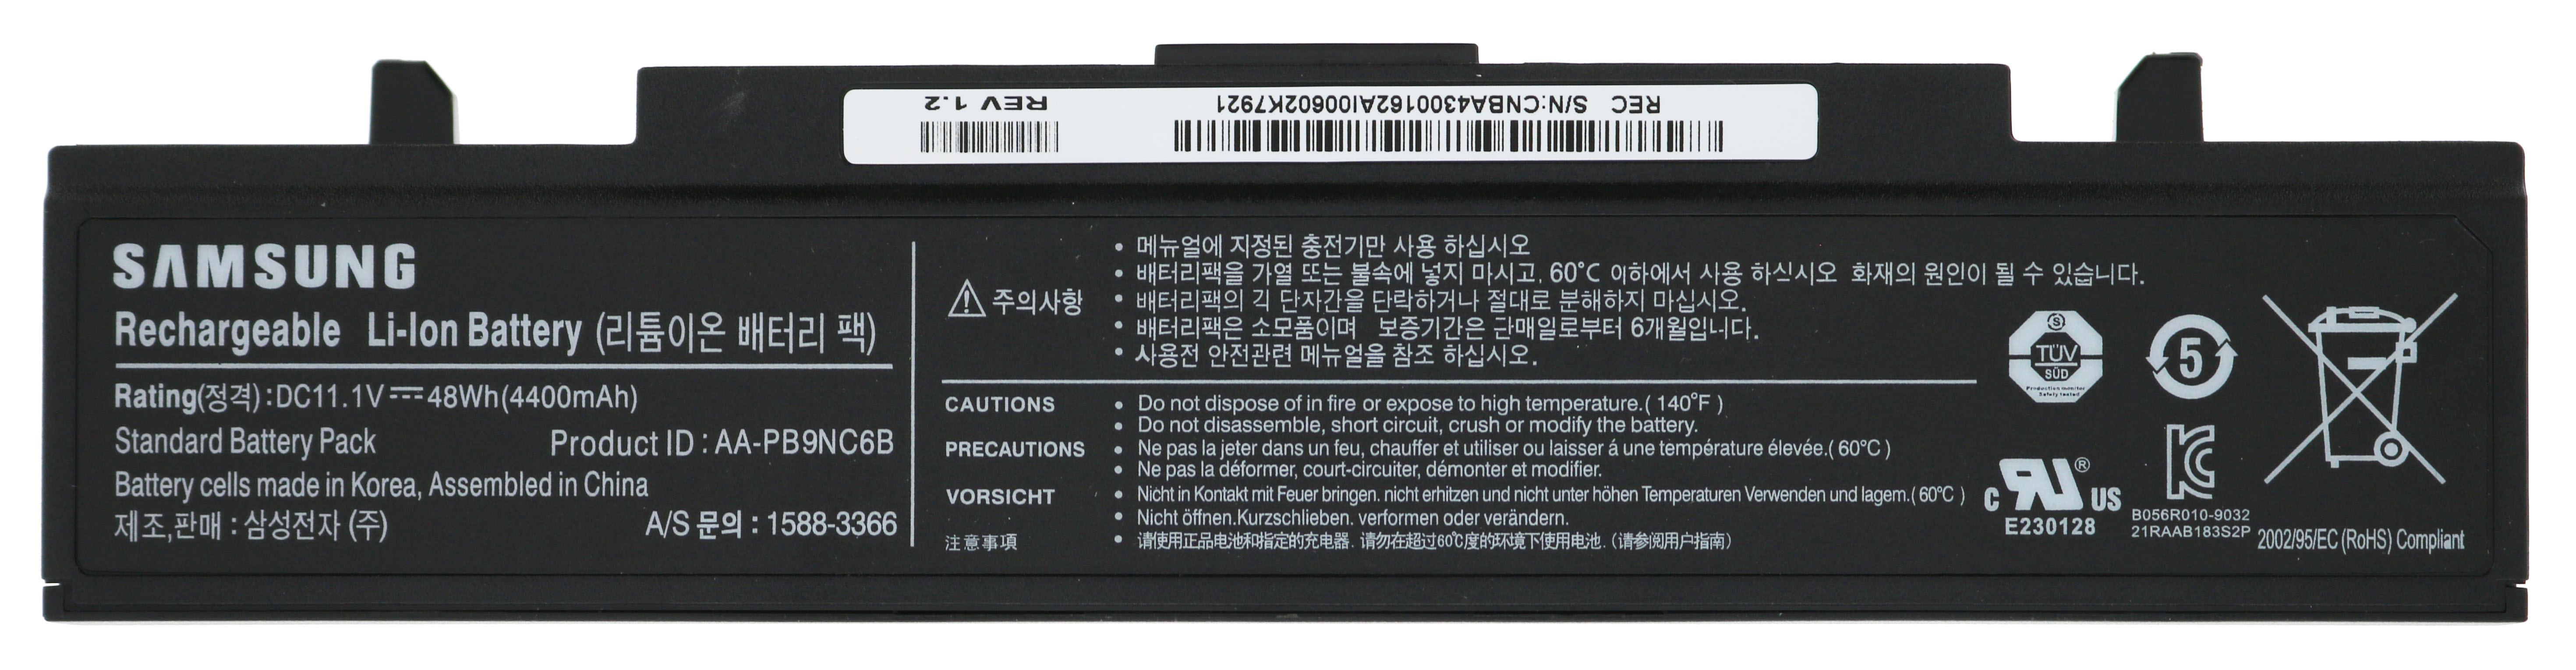 REC S/N:CNBA4300162AI00602K7921
REV 1.2
SAMSUNG
Rechargeable Li-Ion Battery (리튬이온 배터리 팩)
Rating(정격) : DC11.1V ⎓ 48Wh(4400mAh)
Standard Battery Pack Product ID : AA-PB9NC6B
Battery cells made in Korea, Assembled in China
제조,판매 : 삼성전자 (주) A/S 문의 : 1588-3366
⚠ 주의사항
• 메뉴얼에 지정된 충전기만 사용 하십시오
• 배터리팩을 가열 또는 불속에 넣지 마시고, 60°C 이하에서 사용 하싀시오 화재의 원인이 될 수 있습니다.
• 배터리팩의 긱 단자간을 단락하거나 절대로 분해하지 마십시오.
• 배터리팩은 소모품이며 보증기간은 단매일로부터 6개월입니다.
• 사용전 안전관련 메뉴얼을 참조 하십시오.
CAUTIONS
• Do not dispose of in fire or expose to high temperature.( 140°F )
• Do not disassemble, short circuit, crush or modify the battery.
PRECAUTIONS
• Ne pas la jeter dans un feu, chauffer et utiliser ou laisser á une température élevée.( 60°C )
• Ne pas la déformer, court-circuiter, démonter et modifier.
VORSICHT
• Nicht in Kontakt mit Feuer bringen. nicht erhitzen und nicht unter höhen Temperaturen Verwenden und lagem.( 60°C )
• Nicht öffnen.Kurzschlieben. verformen oder verändern.
注意事項
• 请使用正品电池和指定的充电器. 请勿在超过60℃度的环境下使用电池. (请参阅用户指南)
S
TÜV
SÜD
Production monitor
Safety tested
5
c RU ® US
E230128
KC
B056R010-9032
21RAAB183S2P
2002/95/EC (RoHS) Compliant